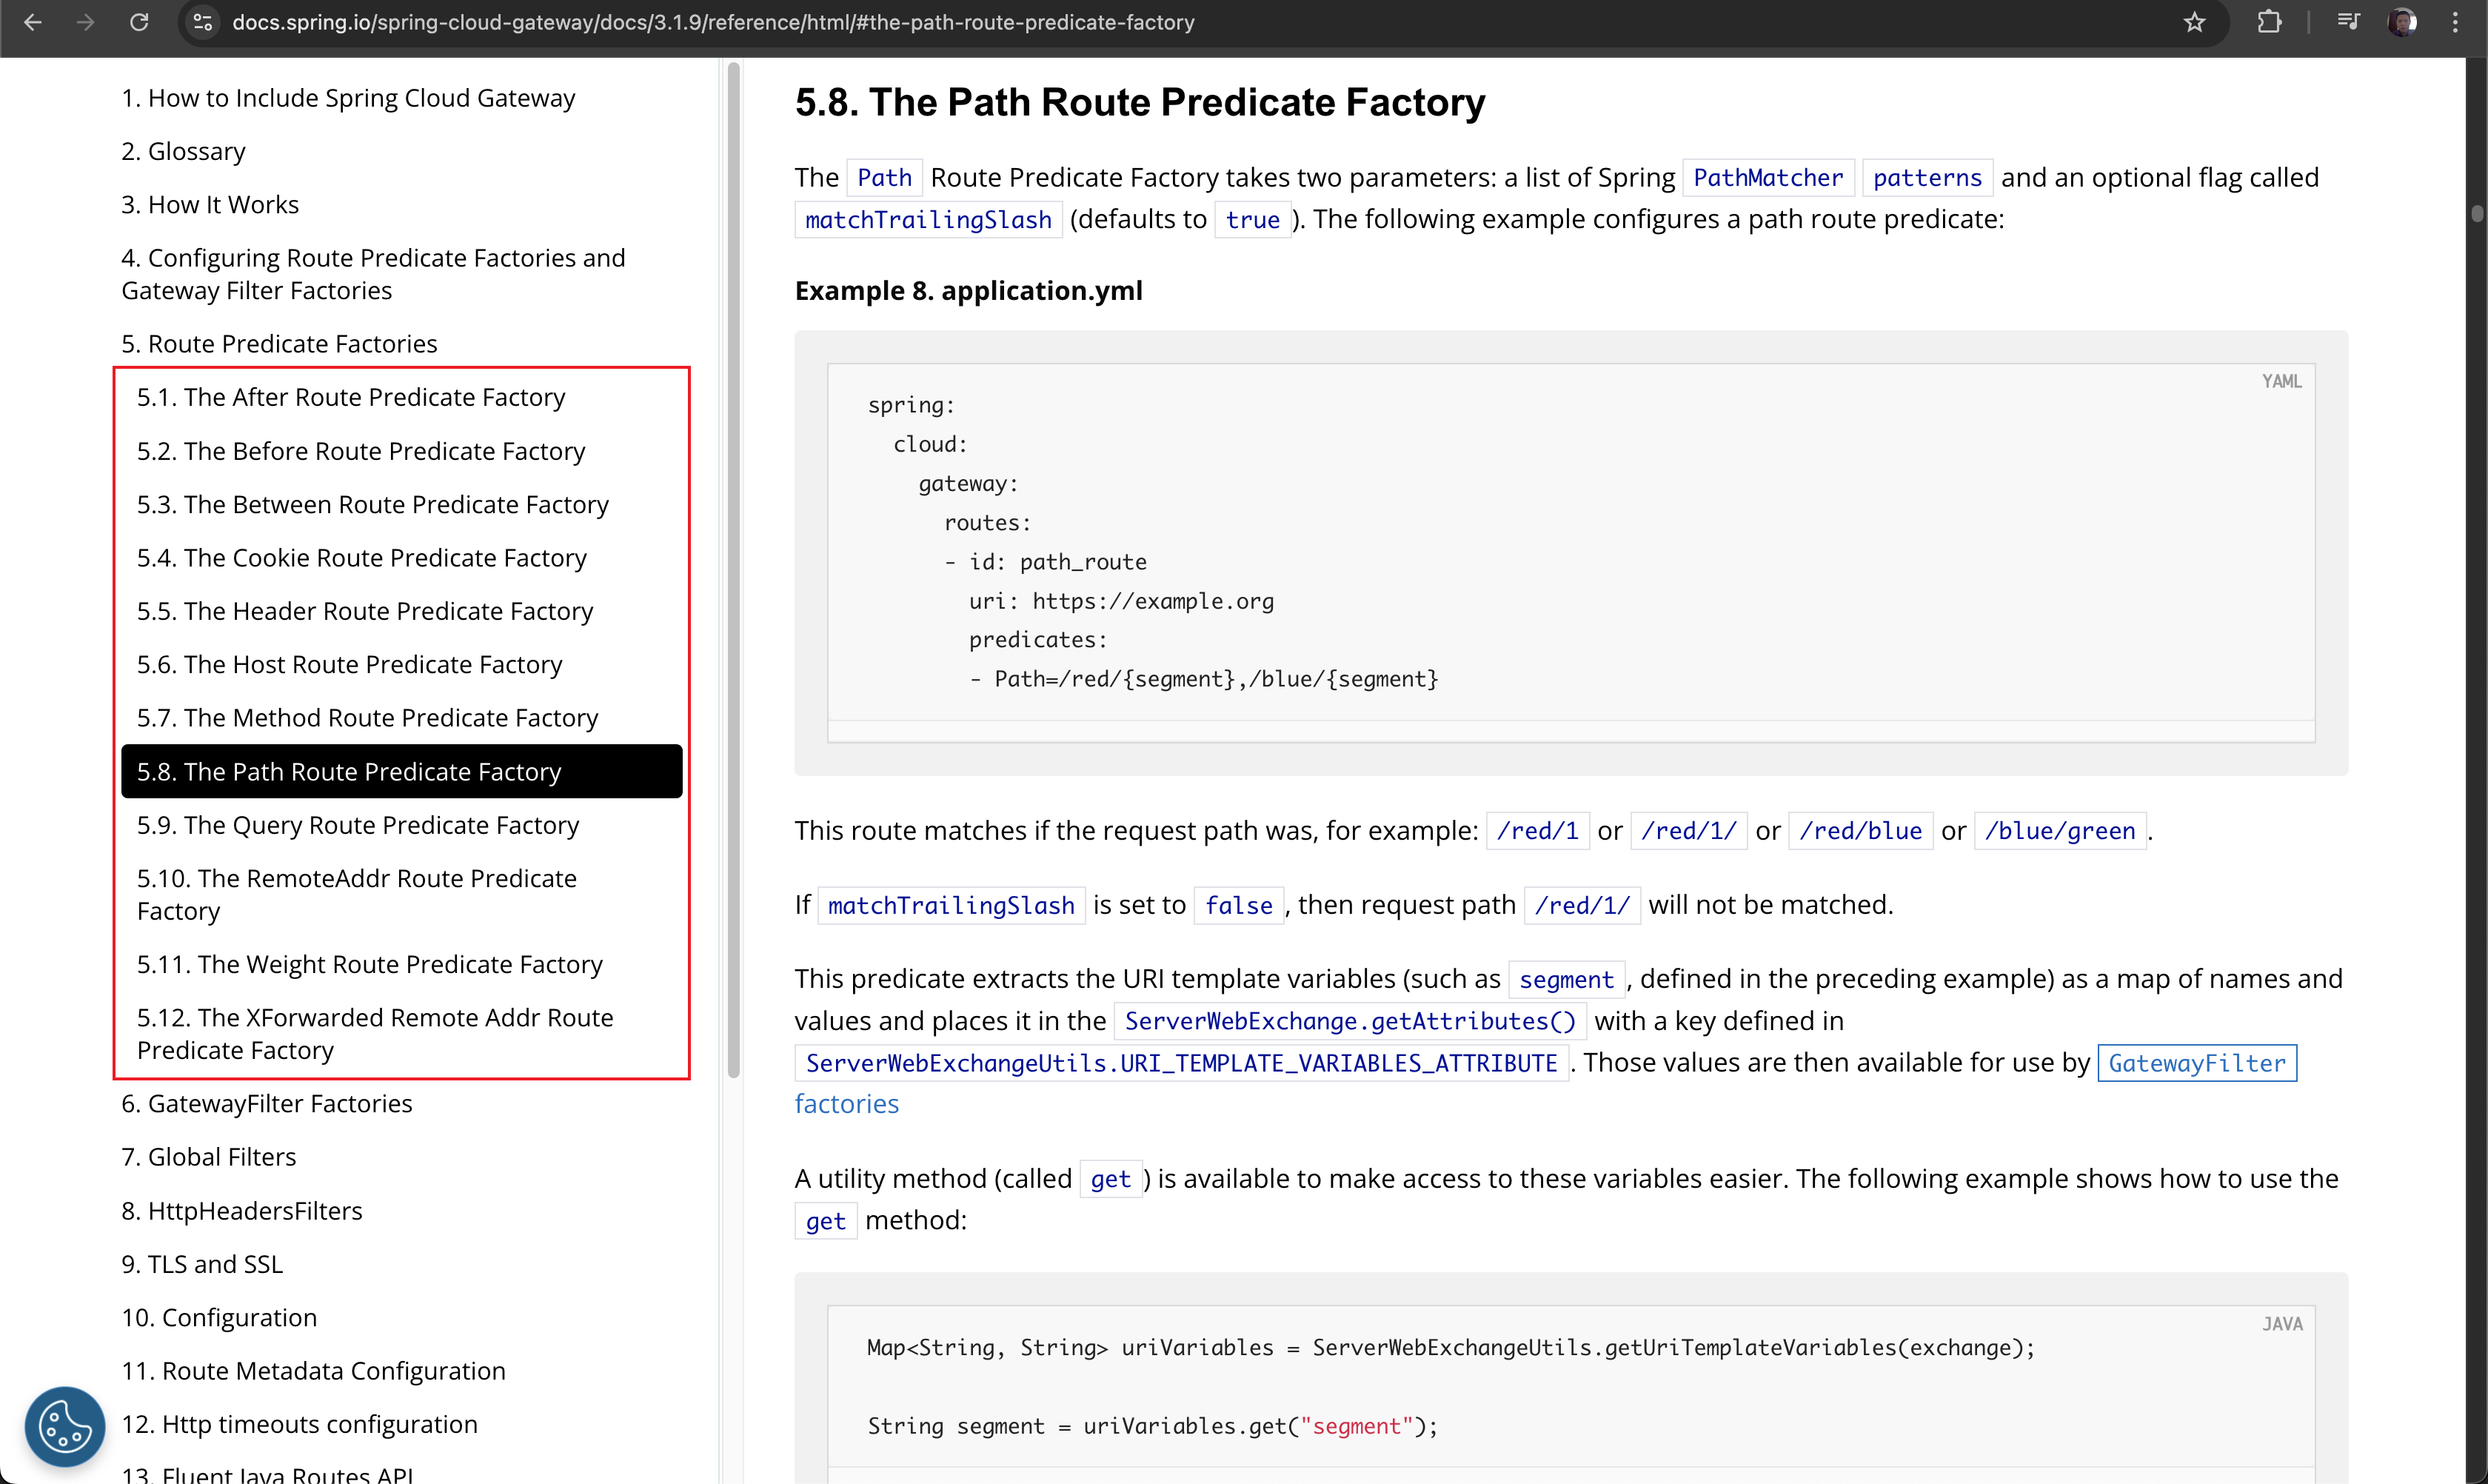 docs.spring.io/spring-cloud-gateway/docs/3.1.9/reference/html/#the-path-route-predicate-factory
1. How to Include Spring Cloud Gateway
2. Glossary
3. How It Works
4. Configuring Route Predicate Factories and
Gateway Filter Factories
5. Route Predicate Factories
5.1. The After Route Predicate Factory
5.2. The Before Route Predicate Factory
5.3. The Between Route Predicate Factory
5.4. The Cookie Route Predicate Factory
5.5. The Header Route Predicate Factory
5.6. The Host Route Predicate Factory
5.7. The Method Route Predicate Factory
5.8. The Path Route Predicate Factory
5.9. The Query Route Predicate Factory
5.10. The RemoteAddr Route Predicate
Factory
5.11. The Weight Route Predicate Factory
5.12. The XForwarded Remote Addr Route
Predicate Factory
6. GatewayFilter Factories
7. Global Filters
8. HttpHeadersFilters
9. TLS and SSL
10. Configuration
11. Route Metadata Configuration
12. Http timeouts configuration
13. Fluent Java Routes API
5.8. The Path Route Predicate Factory
The Path Route Predicate Factory takes two parameters: a list of Spring PathMatcher patterns and an optional flag called
matchTrailingSlash (defaults to true). The following example configures a path route predicate:
Example 8. application.yml
YAML
spring:
cloud:
gateway:
routes:
- id: path_route
uri: https://example.org
predicates:
- Path=/red/{segment},/blue/{segment}
This route matches if the request path was, for example: /red/1 or /red/1/ or /red/blue or /blue/green.
If matchTrailingSlash is set to false, then request path /red/1/ will not be matched.
This predicate extracts the URI template variables (such as segment, defined in the preceding example) as a map of names and
values and places it in the ServerWebExchange.getAttributes() with a key defined in
ServerWebExchangeUtils.URI_TEMPLATE_VARIABLES_ATTRIBUTE. Those values are then available for use by GatewayFilter
factories
A utility method (called get) is available to make access to these variables easier. The following example shows how to use the
get method:
JAVA
Map<String, String> uriVariables = ServerWebExchangeUtils.getUriTemplateVariables(exchange);
String segment = uriVariables.get("segment");